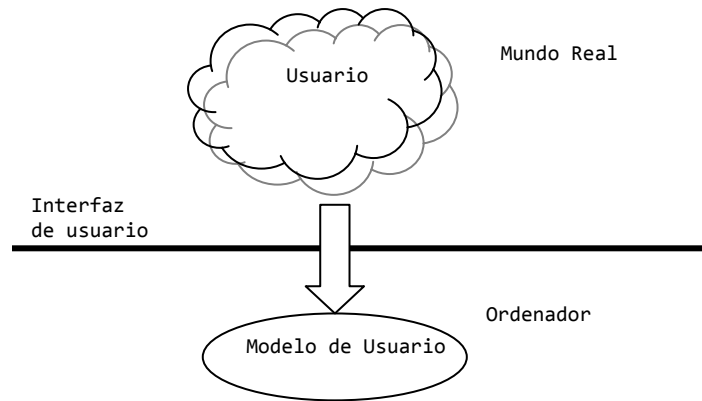 Usuario
Mundo Real
Interfaz
de usuario
Ordenador
Modelo de Usuario